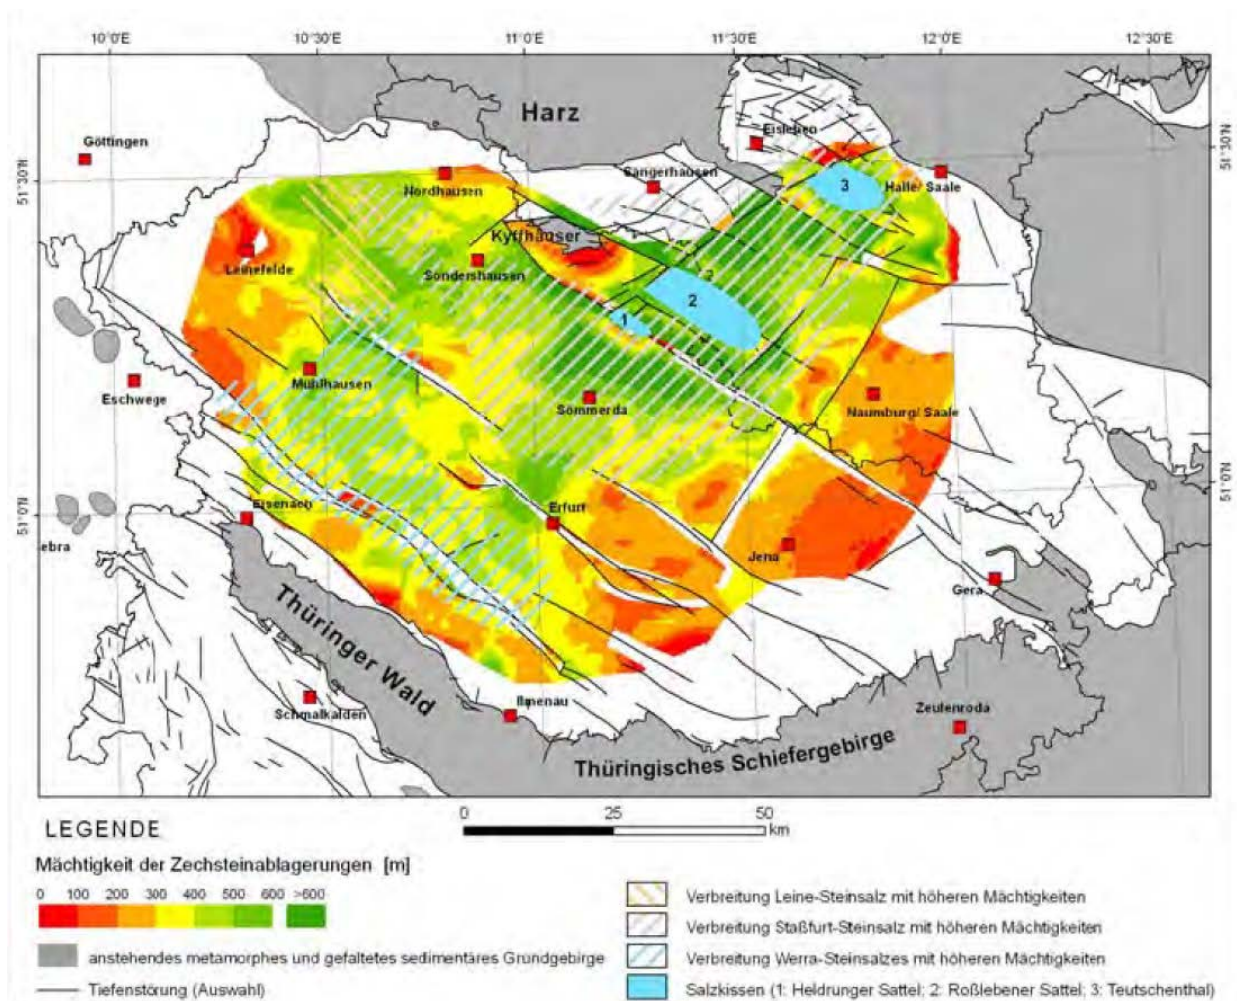 10°0'E 10°30'E 11°0'E 11°30'E 12°0'E 12°30'E
Harz
Göttingen
Eisleben
51°30'N
51°30'N
Sangerhausen
3
Halle/ Saale
Nordhausen
Kyffhäuser
Leinefelde
Sondershausen
2
1
Mühlhausen
Eschwege
Sömmerda
Naumburg/ Saale
51°0'N
51°0'N
Eisenach
Erfurt
ebra
Jena
Gera
Thüringer Wald
Schmalkalden
Ilmenau
Zeulenroda
Thüringisches Schiefergebirge
0 25 50
km
LEGENDE
Mächtigkeit der Zechsteinablagerungen [m]
0 100 200 300 400 500 600 >600
anstehendes metamorphes und gefaltetes sedimentäres Grundgebirge
Tiefenstörung (Auswahl)
Verbreitung Leine-Steinsalz mit höheren Mächtigkeiten
Verbreitung Staßfurt-Steinsalz mit höheren Mächtigkeiten
Verbreitung Werra-Steinsalzes mit höheren Mächtigkeiten
Salzkissen (1: Heldrunger Sattel; 2: Roßlebener Sattel; 3: Teutschenthal)